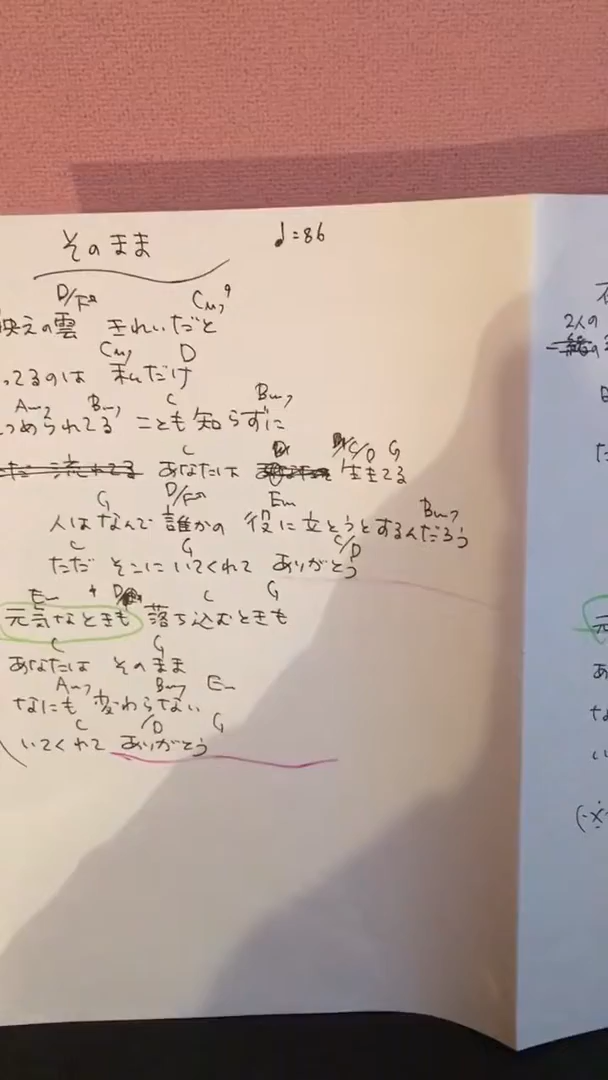 そのまま ♩=86
D/F# CM7 9
映えの雲 きれいだと
CM7 D
ってるのは 私だけ
Am7 Bm7 C Bm7
つめられてる ことも知らずに
C D/C/D G
流れてる あなたは 生きてる
G D/F# Em Bm7
人はなんで 誰かの 役に立とうとするんだろう
C G C/D
ただ そこにいてくれて ありがとう
Em D C G
元気なときも 落ち込むときも
C G
あなたは そのまま
Am7 Bm7 Em
なにも変わらない
C /D G
いてくれて ありがとう
2人の